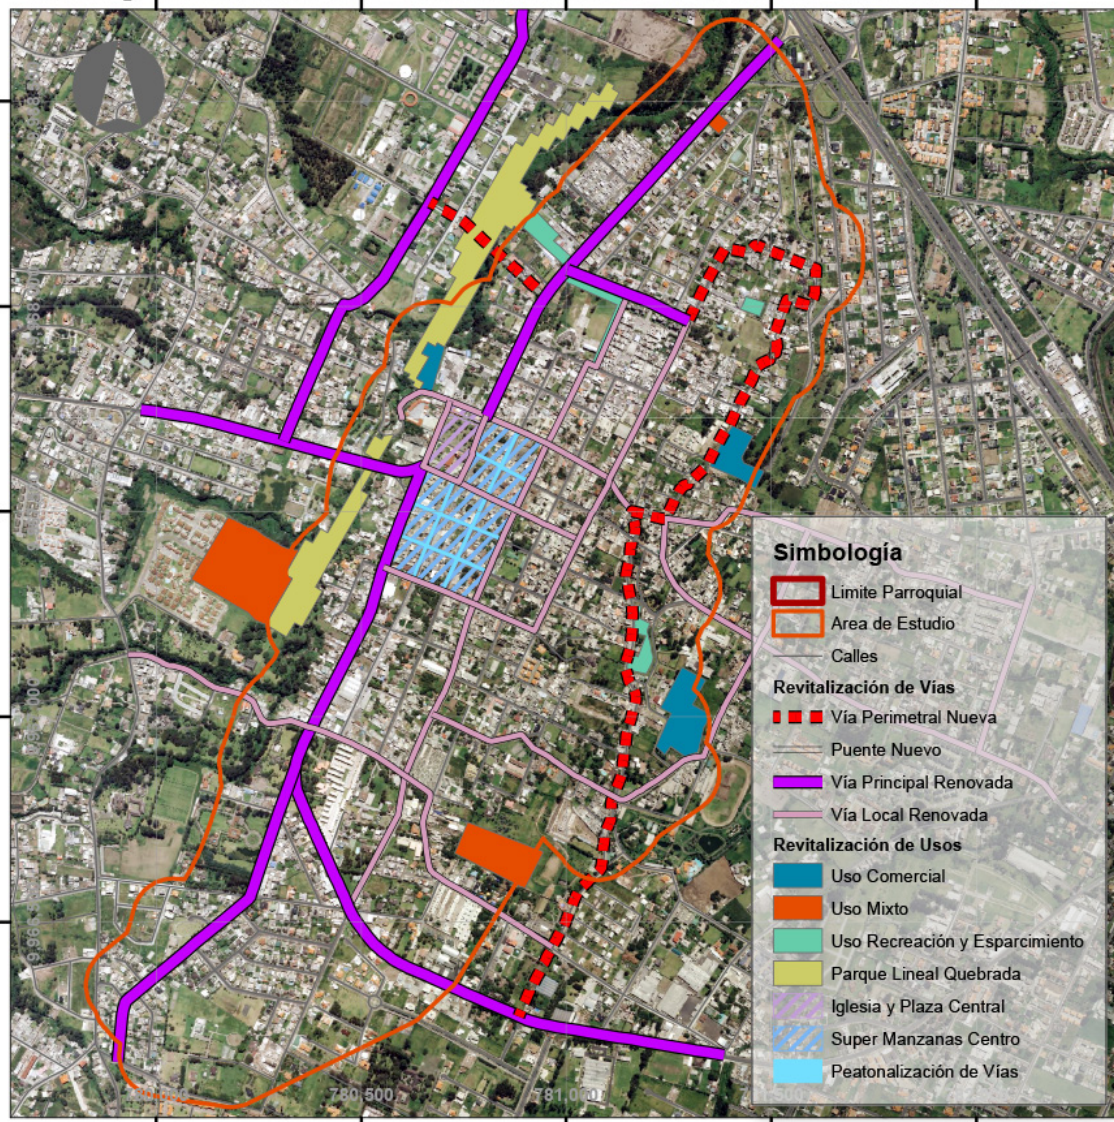 Simbología
Limite Parroquial
Area de Estudio
Calles
Revitalización de Vías
Vía Perimetral Nueva
Puente Nuevo
Vía Principal Renovada
Vía Local Renovada
Revitalización de Usos
Uso Comercial
Uso Mixto
Uso Recreación y Esparcimiento
Parque Lineal Quebrada
Iglesia y Plaza Central
Super Manzanas Centro
Peatonalización de Vías
780,500
781,000